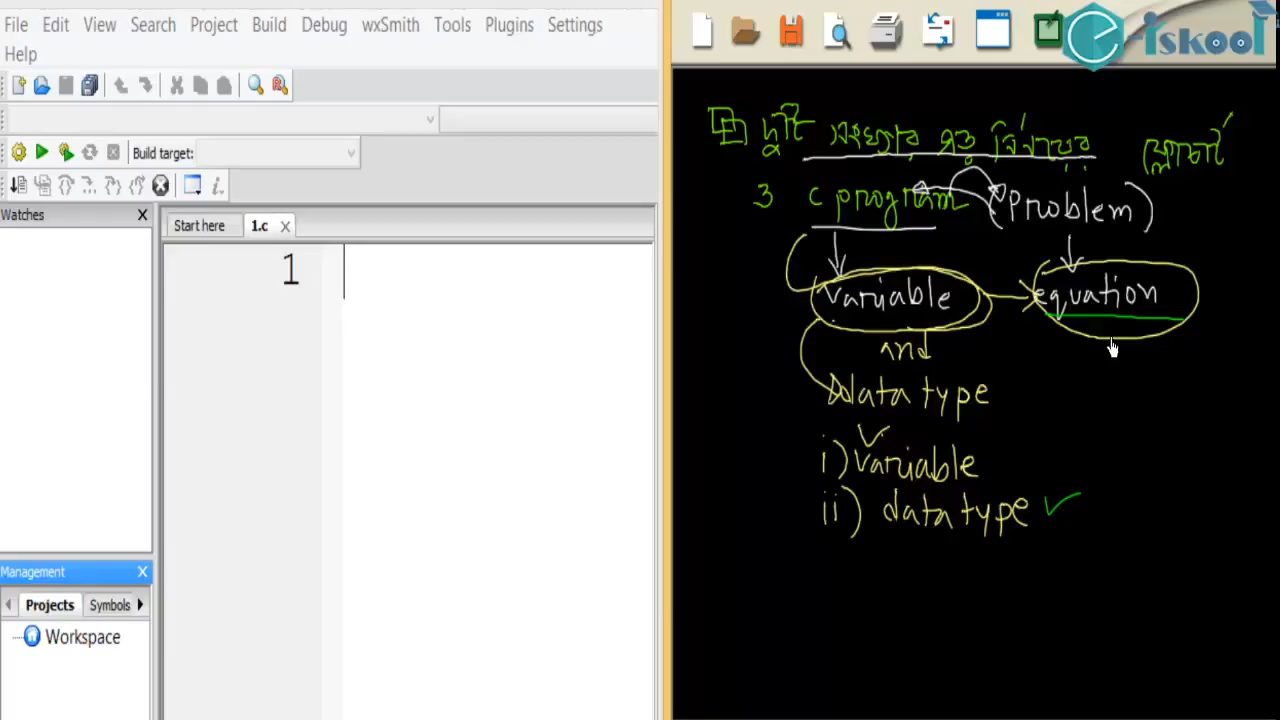 File Edit View Search Project Build Debug wxSmith Tools Plugins Settings
Help
Build target:
Watches
Start here 1.c
1
Management
Projects Symbols
Workspace
e-iskool
দুটি সংখ্যার গুণ নির্ণয়ের ফ্লোচার্ট
3 c program (Problem)
variable equation
and
data type
i) variable
ii) data type